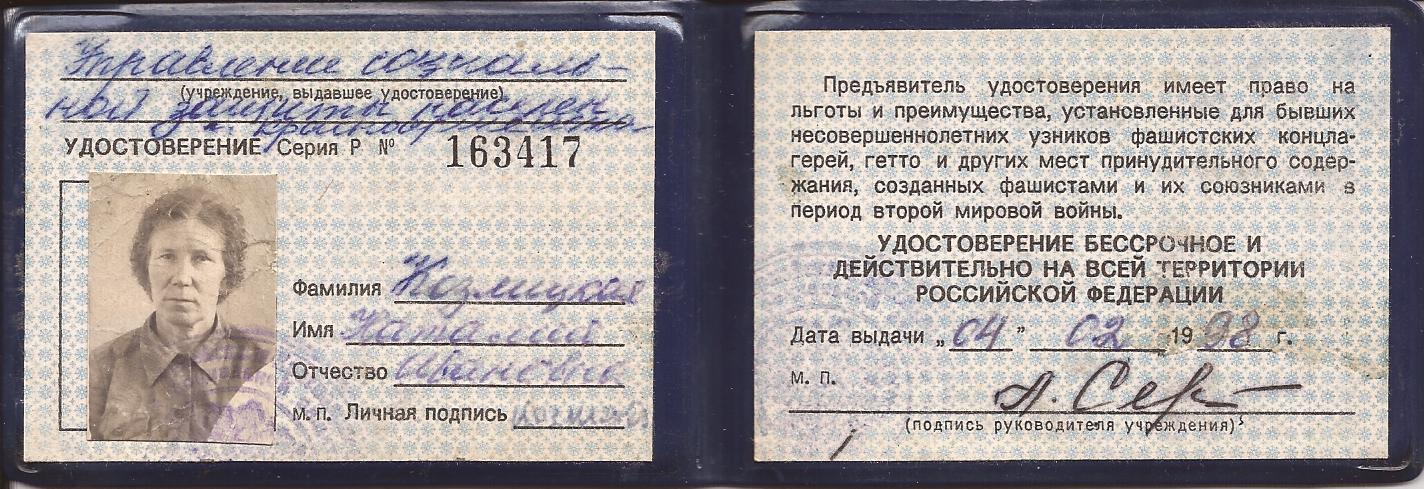 Управление социаль-
(учреждение, выдавшее удостоверение)
ной защиты населен
УДОСТОВЕРЕНИЕ Серия Р № 163417
Фамилия Козлицкая
Имя Наталия
Отчество Ивановна
м. п. Личная подпись
Предъявитель удостоверения имеет право на
льготы и преимущества, установленные для бывших
несовершеннолетних узников фашистских концла-
герей, гетто и других мест принудительного содер-
жания, созданных фашистами и их союзниками в
период второй мировой войны.
УДОСТОВЕРЕНИЕ БЕССРОЧНОЕ И
ДЕЙСТВИТЕЛЬНО НА ВСЕЙ ТЕРРИТОРИИ
РОССИЙСКОЙ ФЕДЕРАЦИИ
Дата выдачи „04” 02 1998 г.
м. п.
(подпись руководителя учреждения)